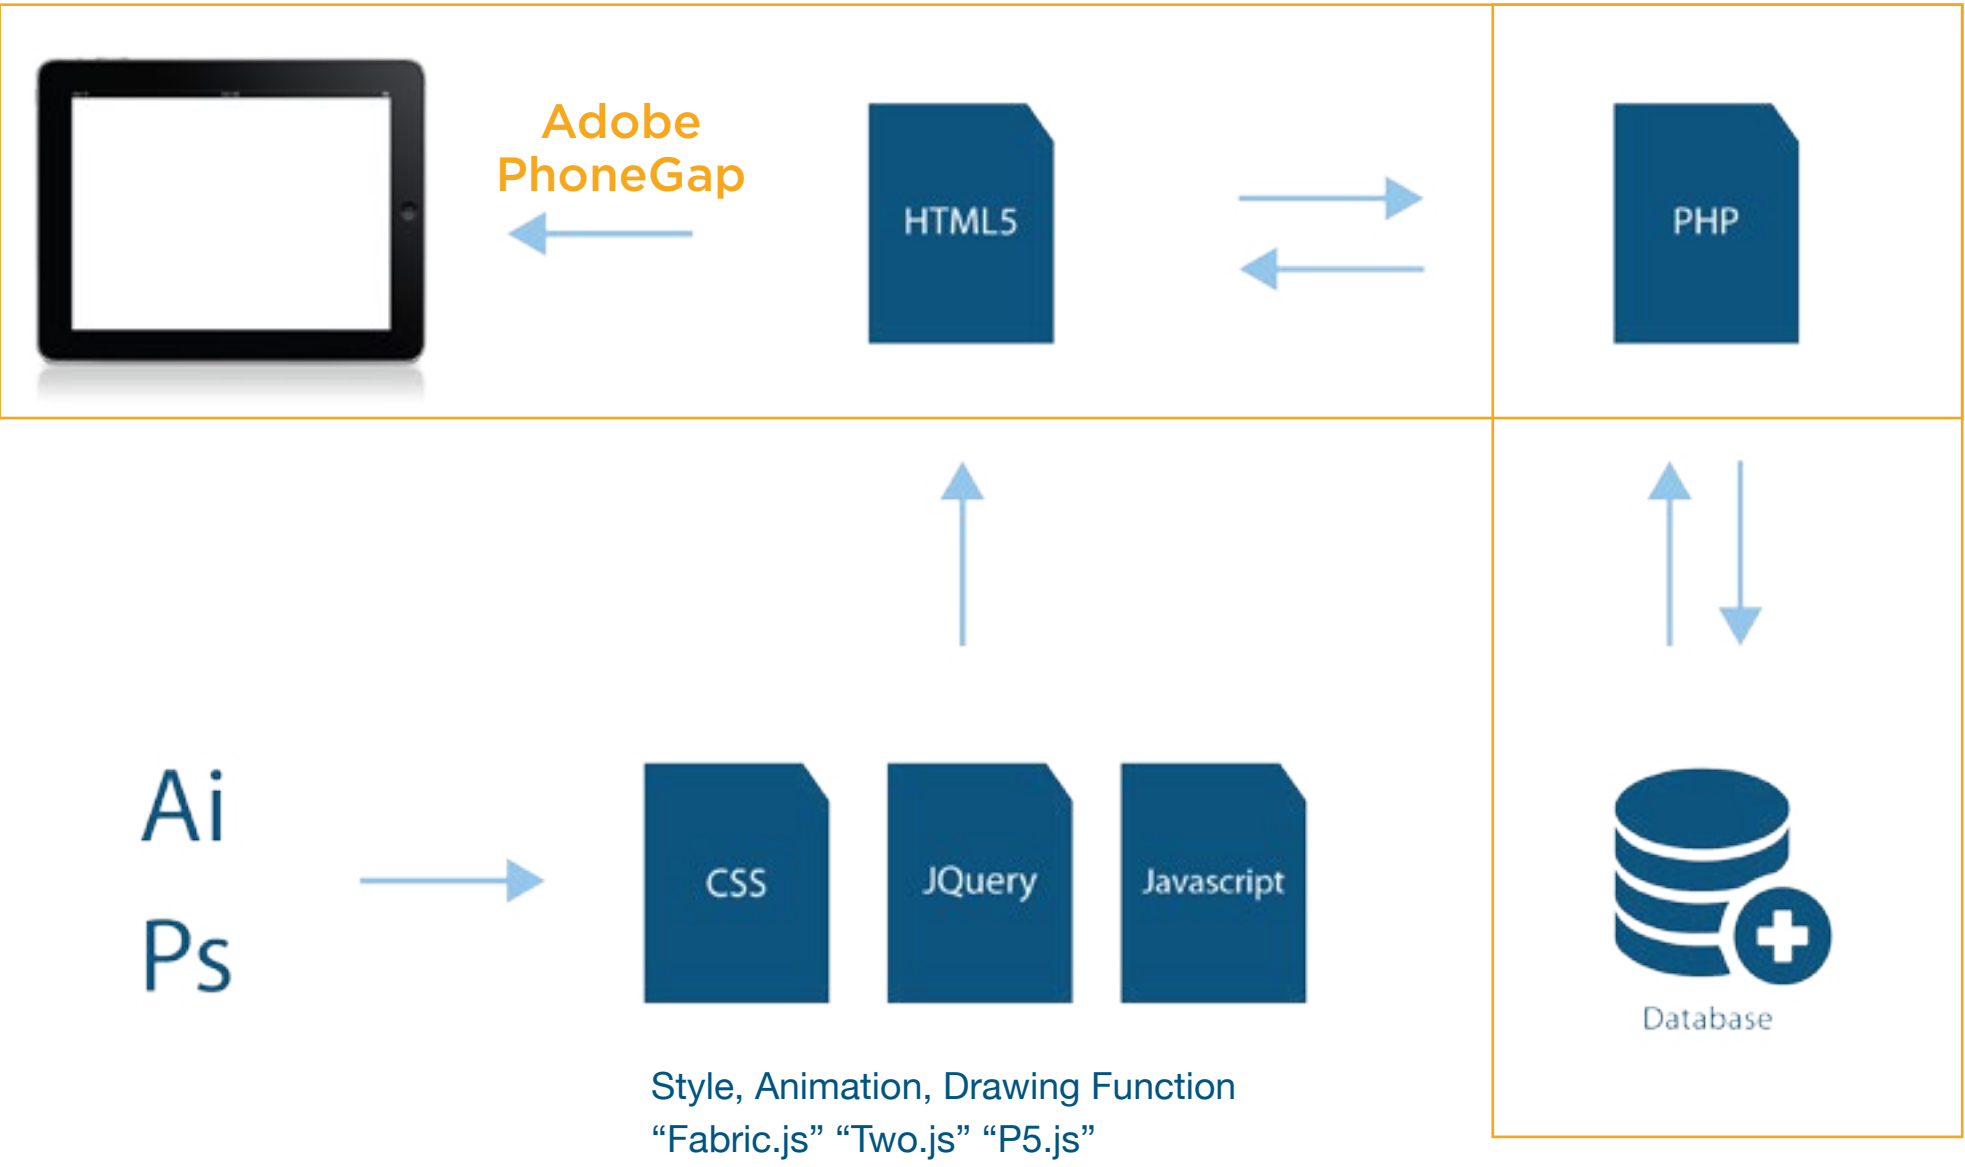 Adobe
PhoneGap
HTML5
PHP
Ai
Ps
CSS
JQuery
Javascript
Database
Style, Animation, Drawing Function
“Fabric.js” “Two.js” “P5.js”